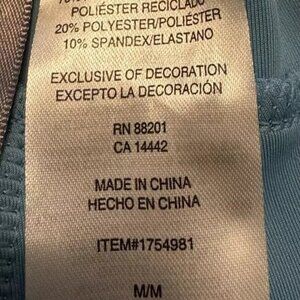 POLIÉSTER RECICLADO
20% POLYESTER/POLIÉSTER
10% SPANDEX/ELASTANO
EXCLUSIVE OF DECORATION
EXCEPTO LA DECORACIÓN
RN 88201
CA 14442
MADE IN CHINA
HECHO EN CHINA
ITEM#1754981
M/M